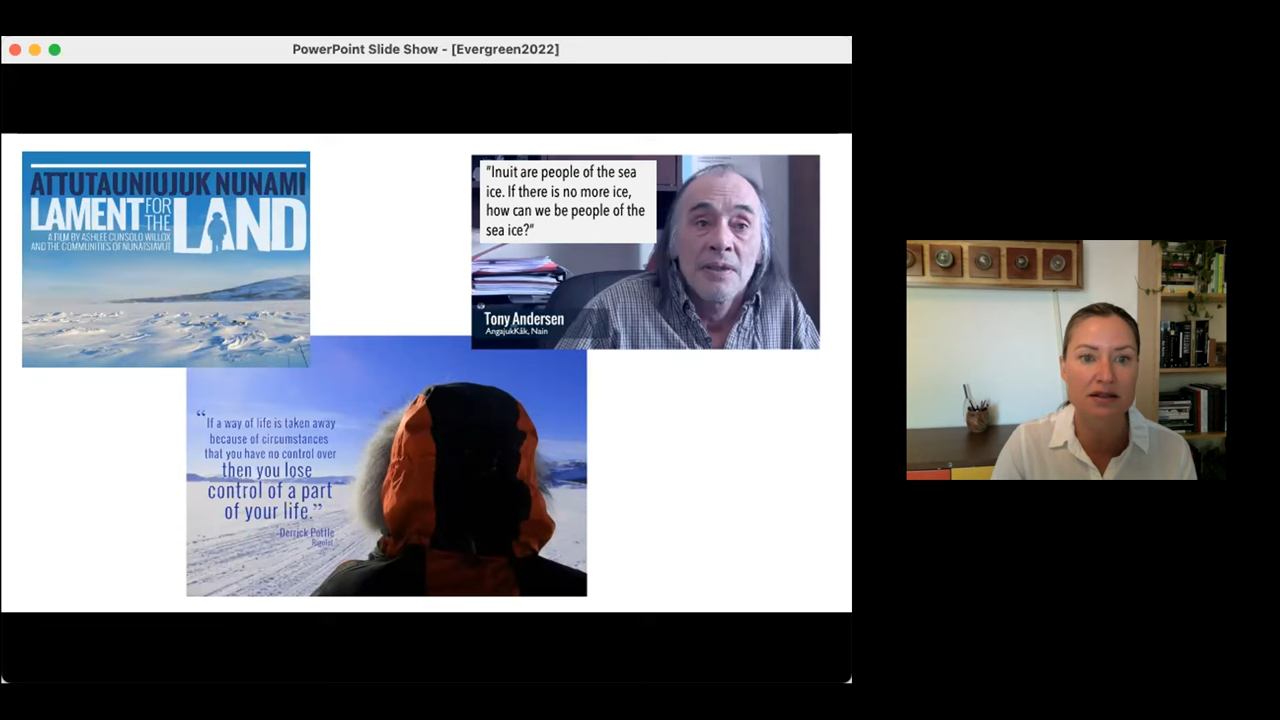 PowerPoint Slide Show - [Evergreen2022]
ATTUTAUNIUJUK NUNAMI
LAMENT FOR THE LAND
A FILM BY ASHLEE CUNSOLO WILLOX
AND THE COMMUNITIES OF NUNATSIAVUT
"Inuit are people of the sea
ice. If there is no more ice,
how can we be people of the
sea ice?"
Tony Andersen
AngajukKâk, Nain
“If a way of life is taken away
because of circumstances
that you have no control over
then you lose
control of a part
of your life.”
-Derrick Pottle
Rigolet